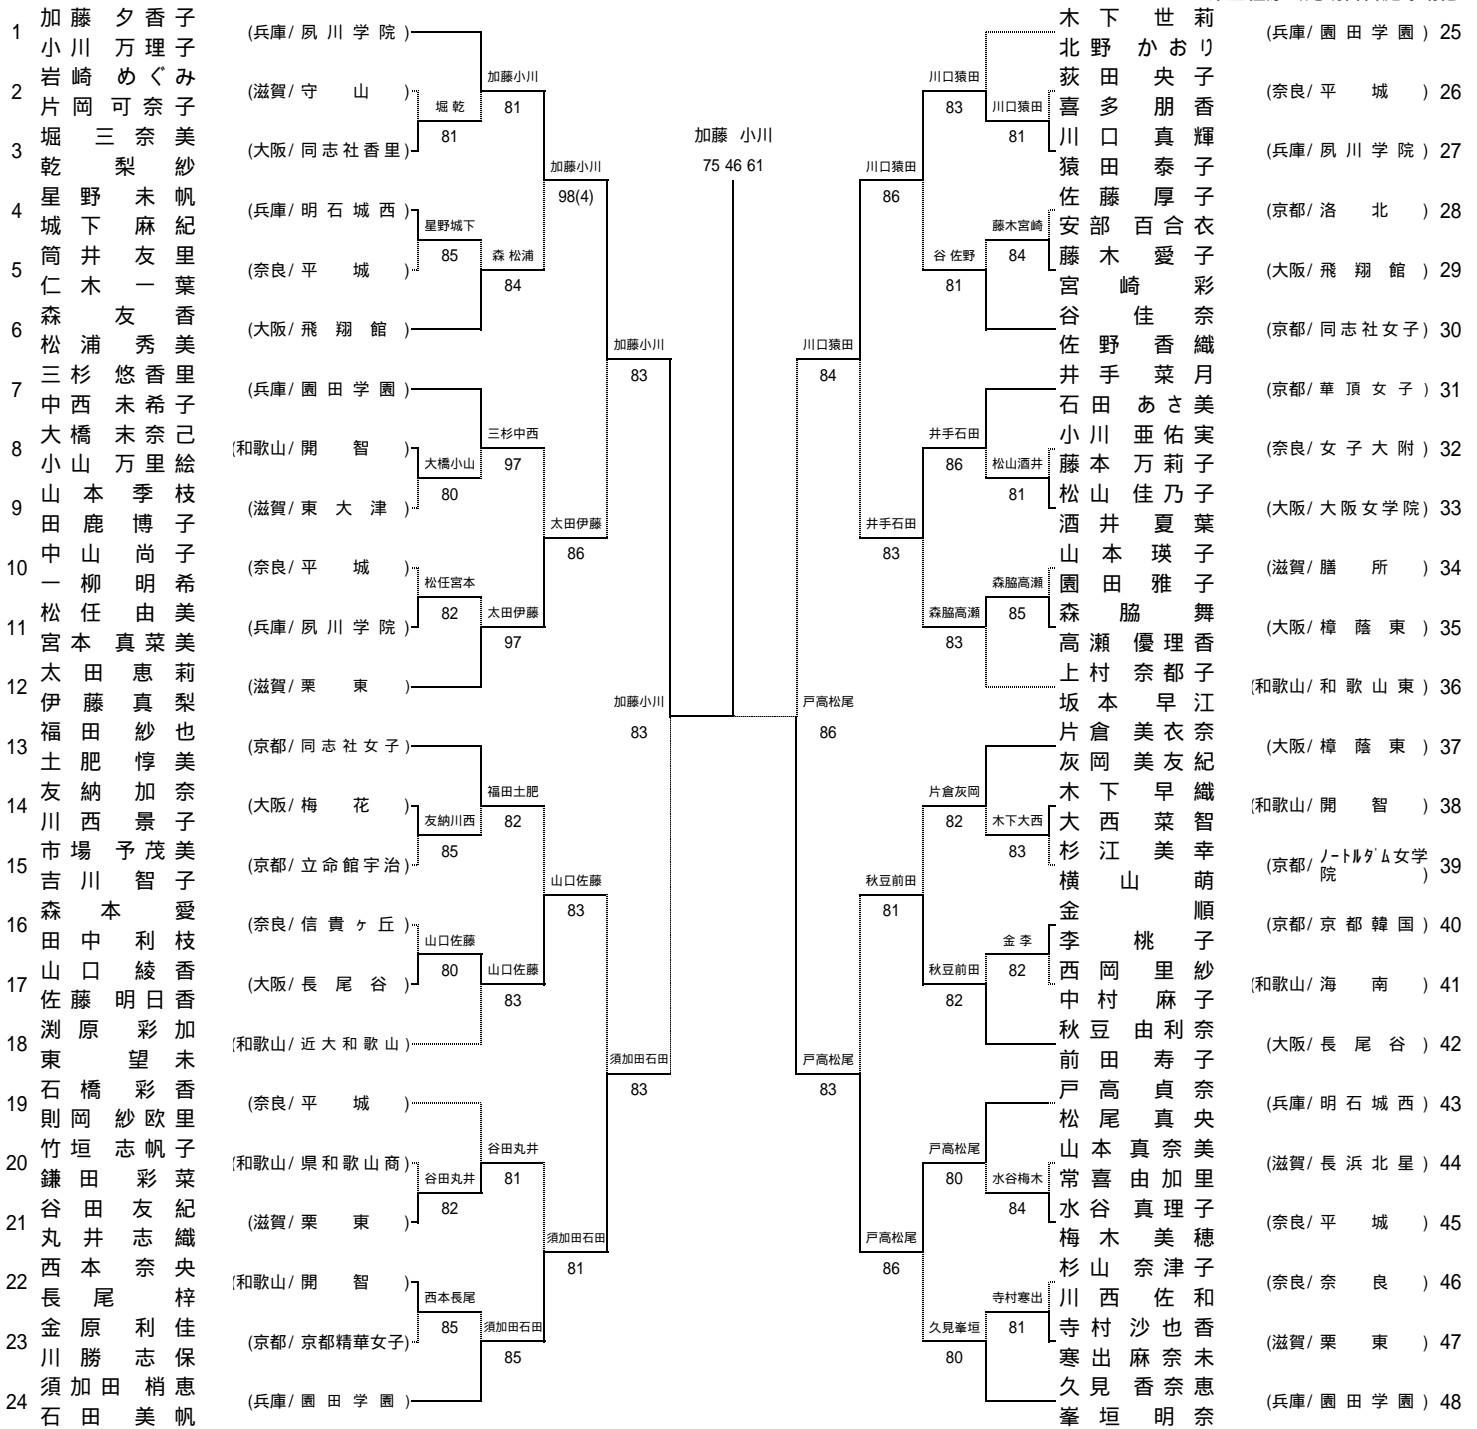 1 加藤 夕香子 小川 万理子 (兵庫/夙川学院)
2 岩崎 めぐみ 片岡 可奈子 (滋賀/守山)
3 堀 三奈美 乾 梨紗 (大阪/同志社香里)
4 星野 未帆 城下 麻紀 (兵庫/明石城西)
5 筒井 友里 仁木 一葉 (奈良/平城)
6 森 友香 松浦 秀美 (大阪/飛翔館)
7 三杉 悠香里 中西 未希子 (兵庫/園田学園)
8 大橋 末奈己 小山 万里絵 (和歌山/開智)
9 山本 季枝 田鹿 博子 (滋賀/東大津)
10 中山 尚子 一柳 明希 (奈良/平城)
11 松任 由美 宮本 真菜美 (兵庫/夙川学院)
12 太田 恵莉 伊藤 真梨 (滋賀/栗東)
13 福田 紗也 土肥 惇美 (京都/同志社女子)
14 友納 加奈 川西 景子 (大阪/梅花)
15 市場 予茂美 吉川 智子 (京都/立命館宇治)
16 森本 愛 田中 利枝 (奈良/信貴ヶ丘)
17 山口 綾香 佐藤 明日香 (大阪/長尾谷)
18 渕原 彩加 東 望未 (和歌山/近大和歌山)
19 石橋 彩香 則岡 紗欧里 (奈良/平城)
20 竹垣 志帆子 鎌田 彩菜 (和歌山/県和歌山商)
21 谷田 友紀 丸井 志織 (滋賀/栗東)
22 西本 奈央 長尾 梓 (和歌山/開智)
23 金原 利佳 川勝 志保 (京都/京都精華女子)
24 須加田 梢恵 石田 美帆 (兵庫/園田学園)
堀 乾 81
星野城下 85
大橋小山 80
松任宮本 82
友納川西 85
山口佐藤 80
谷田丸井 82
西本長尾 85
加藤小川 81
森 松浦 84
三杉中西 97
太田伊藤 97
福田土肥 82
山口佐藤 83
谷田丸井 81
須加田石田 85
加藤小川 98(4)
太田伊藤 86
山口佐藤 83
須加田石田 81
加藤小川 83
須加田石田 83
加藤小川 83
加藤 小川
75 46 61
戸高松尾 86
川口猿田 84
戸高松尾 83
川口猿田 86
井手石田 83
秋豆前田 81
戸高松尾 86
川口猿田 83
谷 佐野 81
井手石田 86
森脇高瀬 83
片倉灰岡 82
秋豆前田 82
戸高松尾 80
久見峯垣 80
川口猿田 81
藤木宮崎 84
松山酒井 81
森脇高瀬 85
木下大西 83
金 李 82
水谷梅木 84
寺村寒出 81
木下 世莉 北野 かおり (兵庫/園田学園) 25
荻田 央子 喜多 朋香 (奈良/平城) 26
川口 真輝 猿田 泰子 (兵庫/夙川学院) 27
佐藤 厚子 安部 百合衣 (京都/洛北) 28
藤木 愛子 宮崎 彩 (大阪/飛翔館) 29
谷 佳奈 佐野 香織 (京都/同志社女子) 30
井手 菜月 石田 あさ美 (京都/華頂女子) 31
小川 亜佑実 藤本 万莉子 (奈良/女子大附) 32
松山 佳乃子 酒井 夏葉 (大阪/大阪女学院) 33
山本 瑛子 園田 雅子 (滋賀/膳所) 34
森脇 舞 高瀬 優理香 (大阪/樟蔭東) 35
上村 奈都子 坂本 早江 (和歌山/和歌山東) 36
片倉 美衣奈 灰岡 美友紀 (大阪/樟蔭東) 37
木下 早織 大西 菜智 (和歌山/開智) 38
杉江 美幸 横山 萌 (京都/ノートルダム女学院) 39
金 順 李 桃子 (京都/京都韓国) 40
西岡 里紗 中村 麻子 (和歌山/海南) 41
秋豆 由利奈 前田 寿子 (大阪/長尾谷) 42
戸高 貞奈 松尾 真央 (兵庫/明石城西) 43
山本 真奈美 常喜 由加里 (滋賀/長浜北星) 44
水谷 真理子 梅木 美穂 (奈良/平城) 45
杉山 奈津子 川西 佐和 (奈良/奈良) 46
寺村 沙也香 寒出 麻奈未 (滋賀/栗東) 47
久見 香奈恵 峯垣 明奈 (兵庫/園田学園) 48